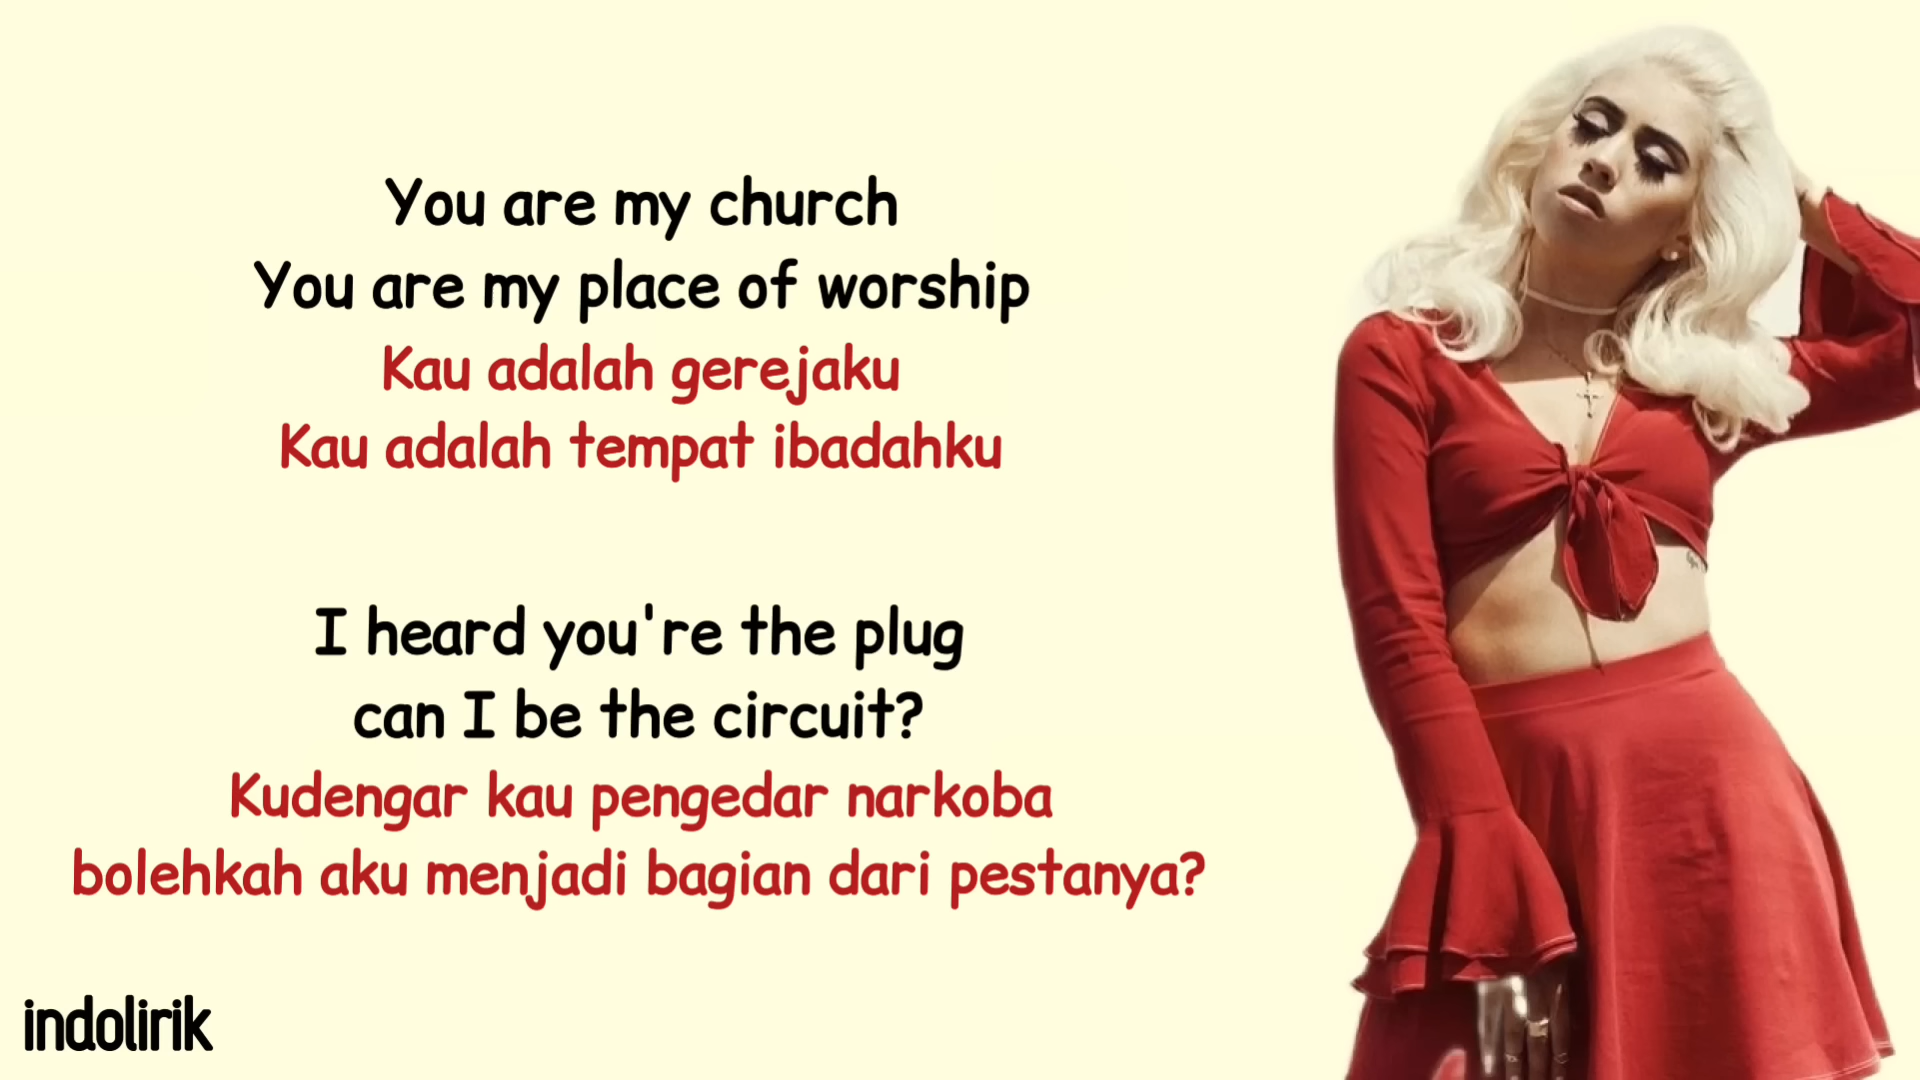 You are my church
You are my place of worship
Kau adalah gerejaku
Kau adalah tempat ibadahku
I heard you're the plug
can I be the circuit?
Kudengar kau pengedar narkoba
bolehkah aku menjadi bagian dari pestanya?
indolirik